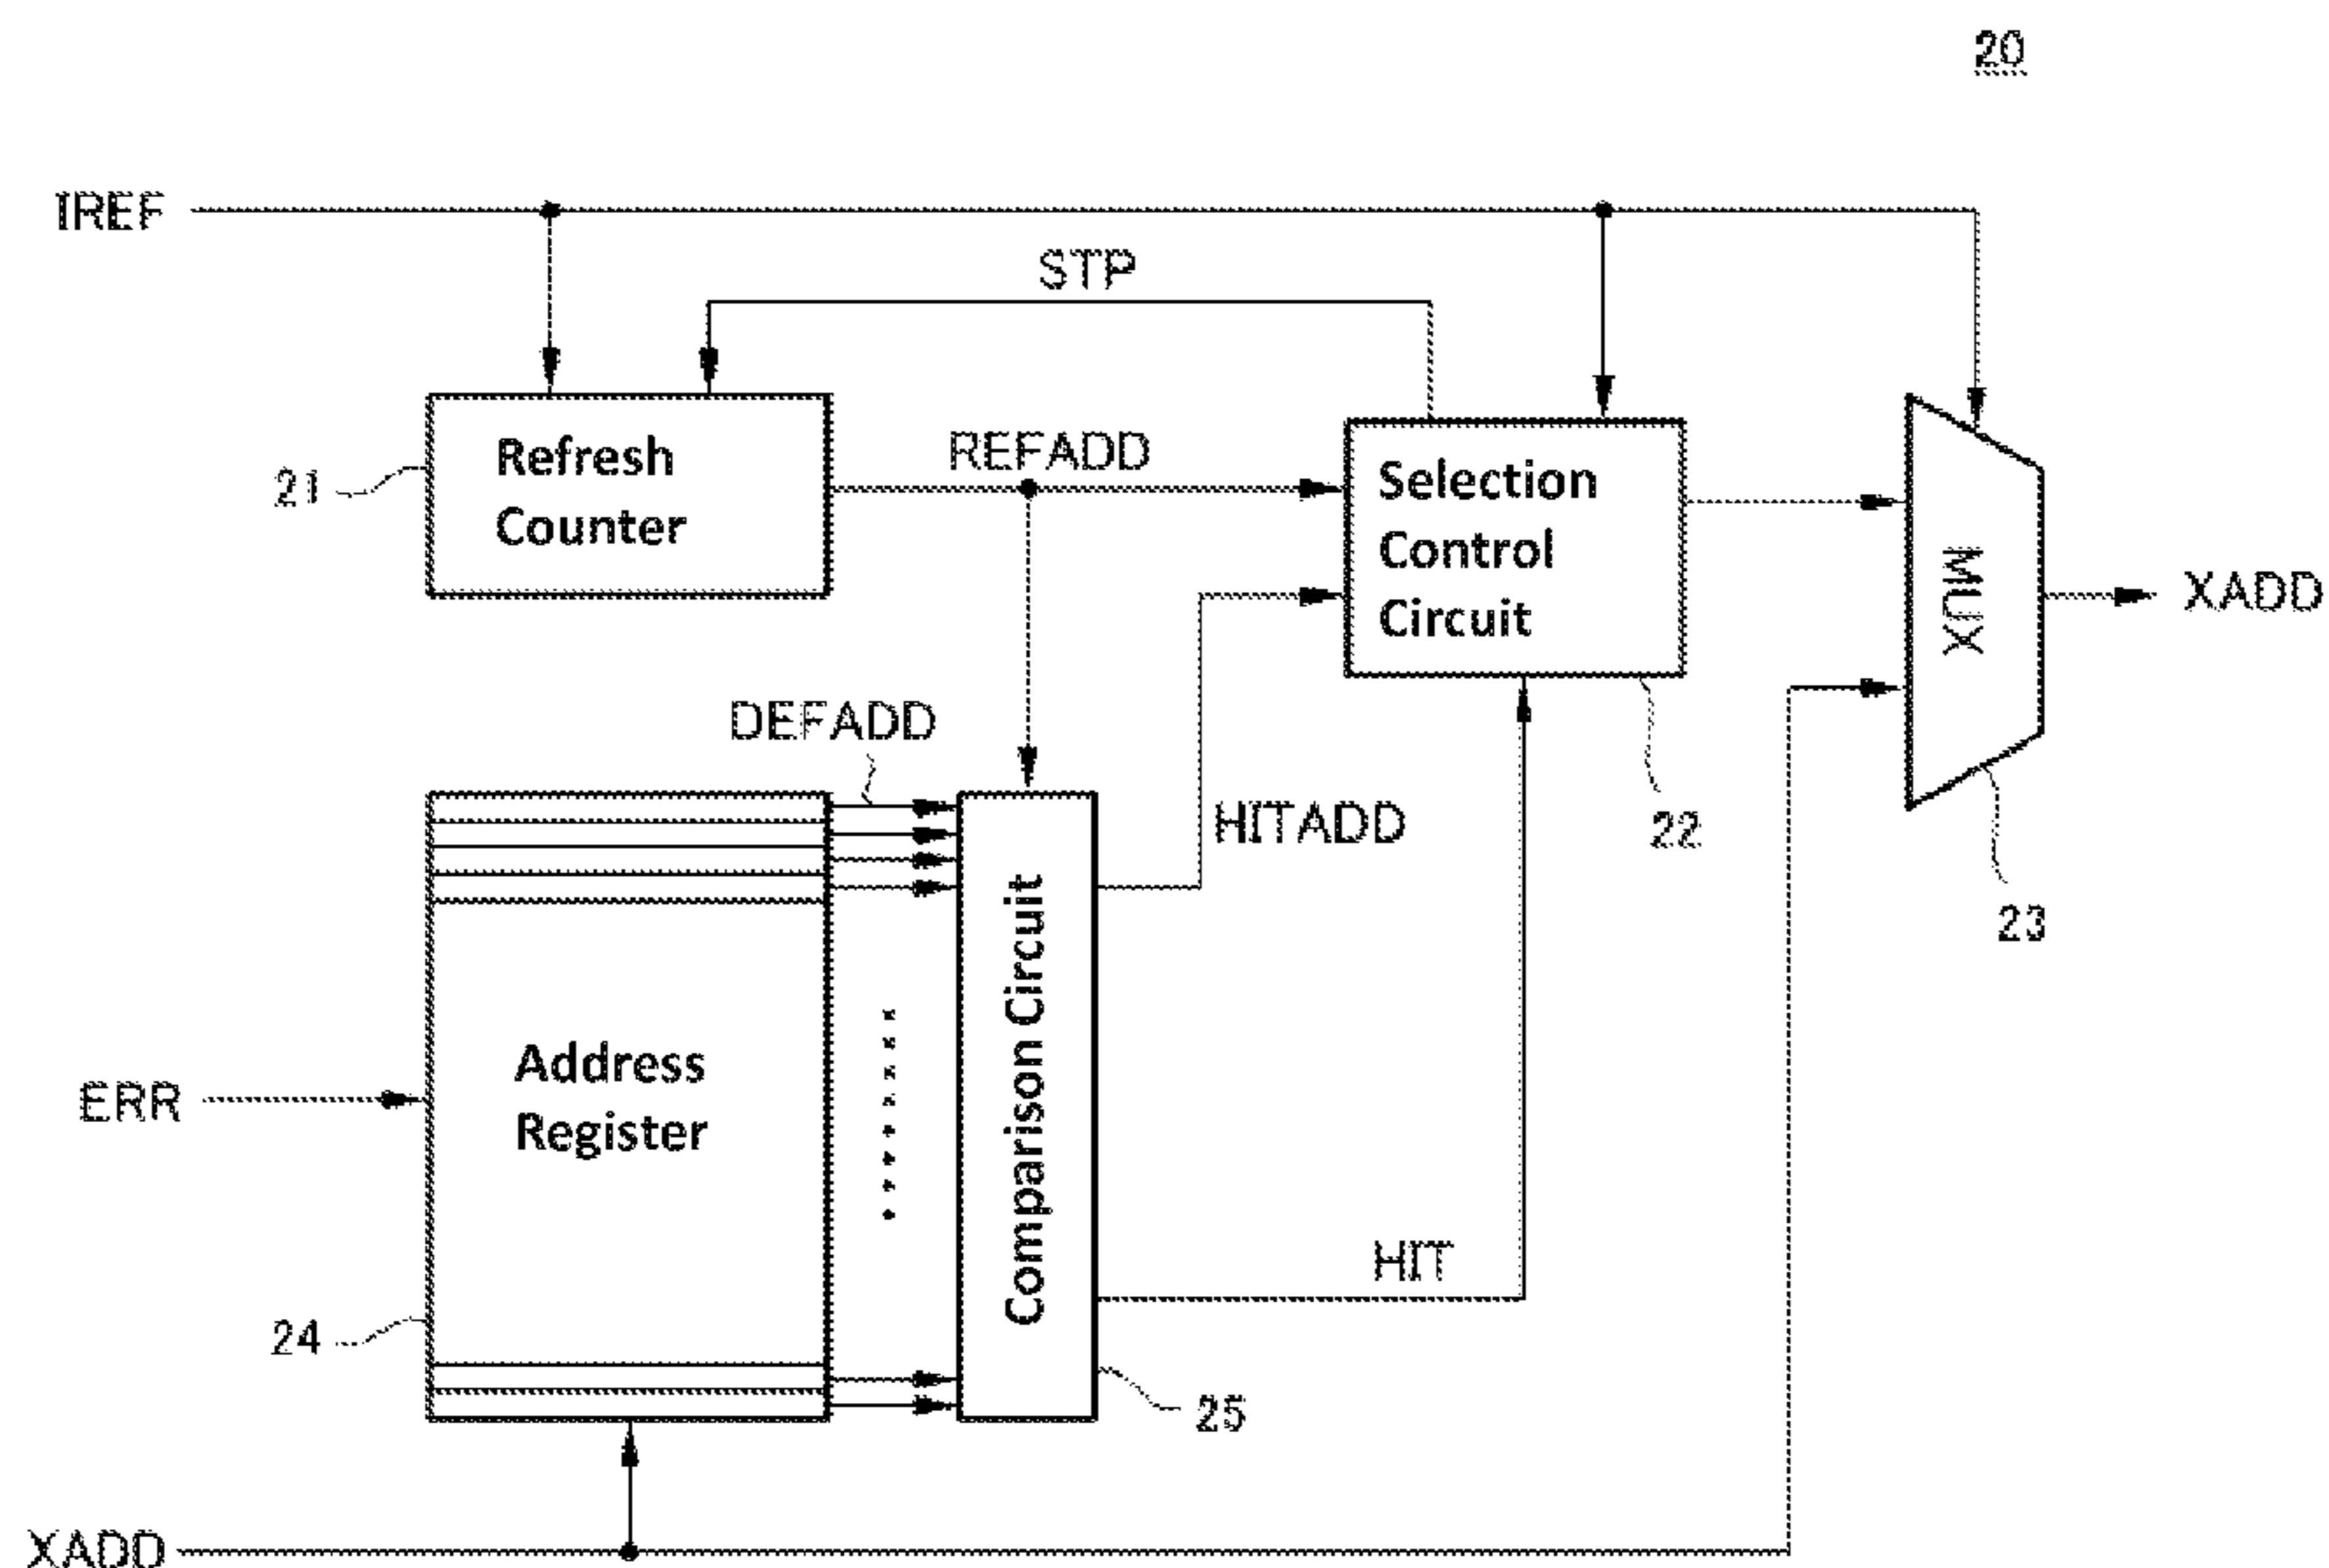 20
IREF
STP
Refresh
Counter
21
REFADD
Selection
Control
Circuit
MUX
XADD
DEFADD
HITADD
22
23
Comparison Circuit
Address
Register
ERR
HIT
24
25
XADD